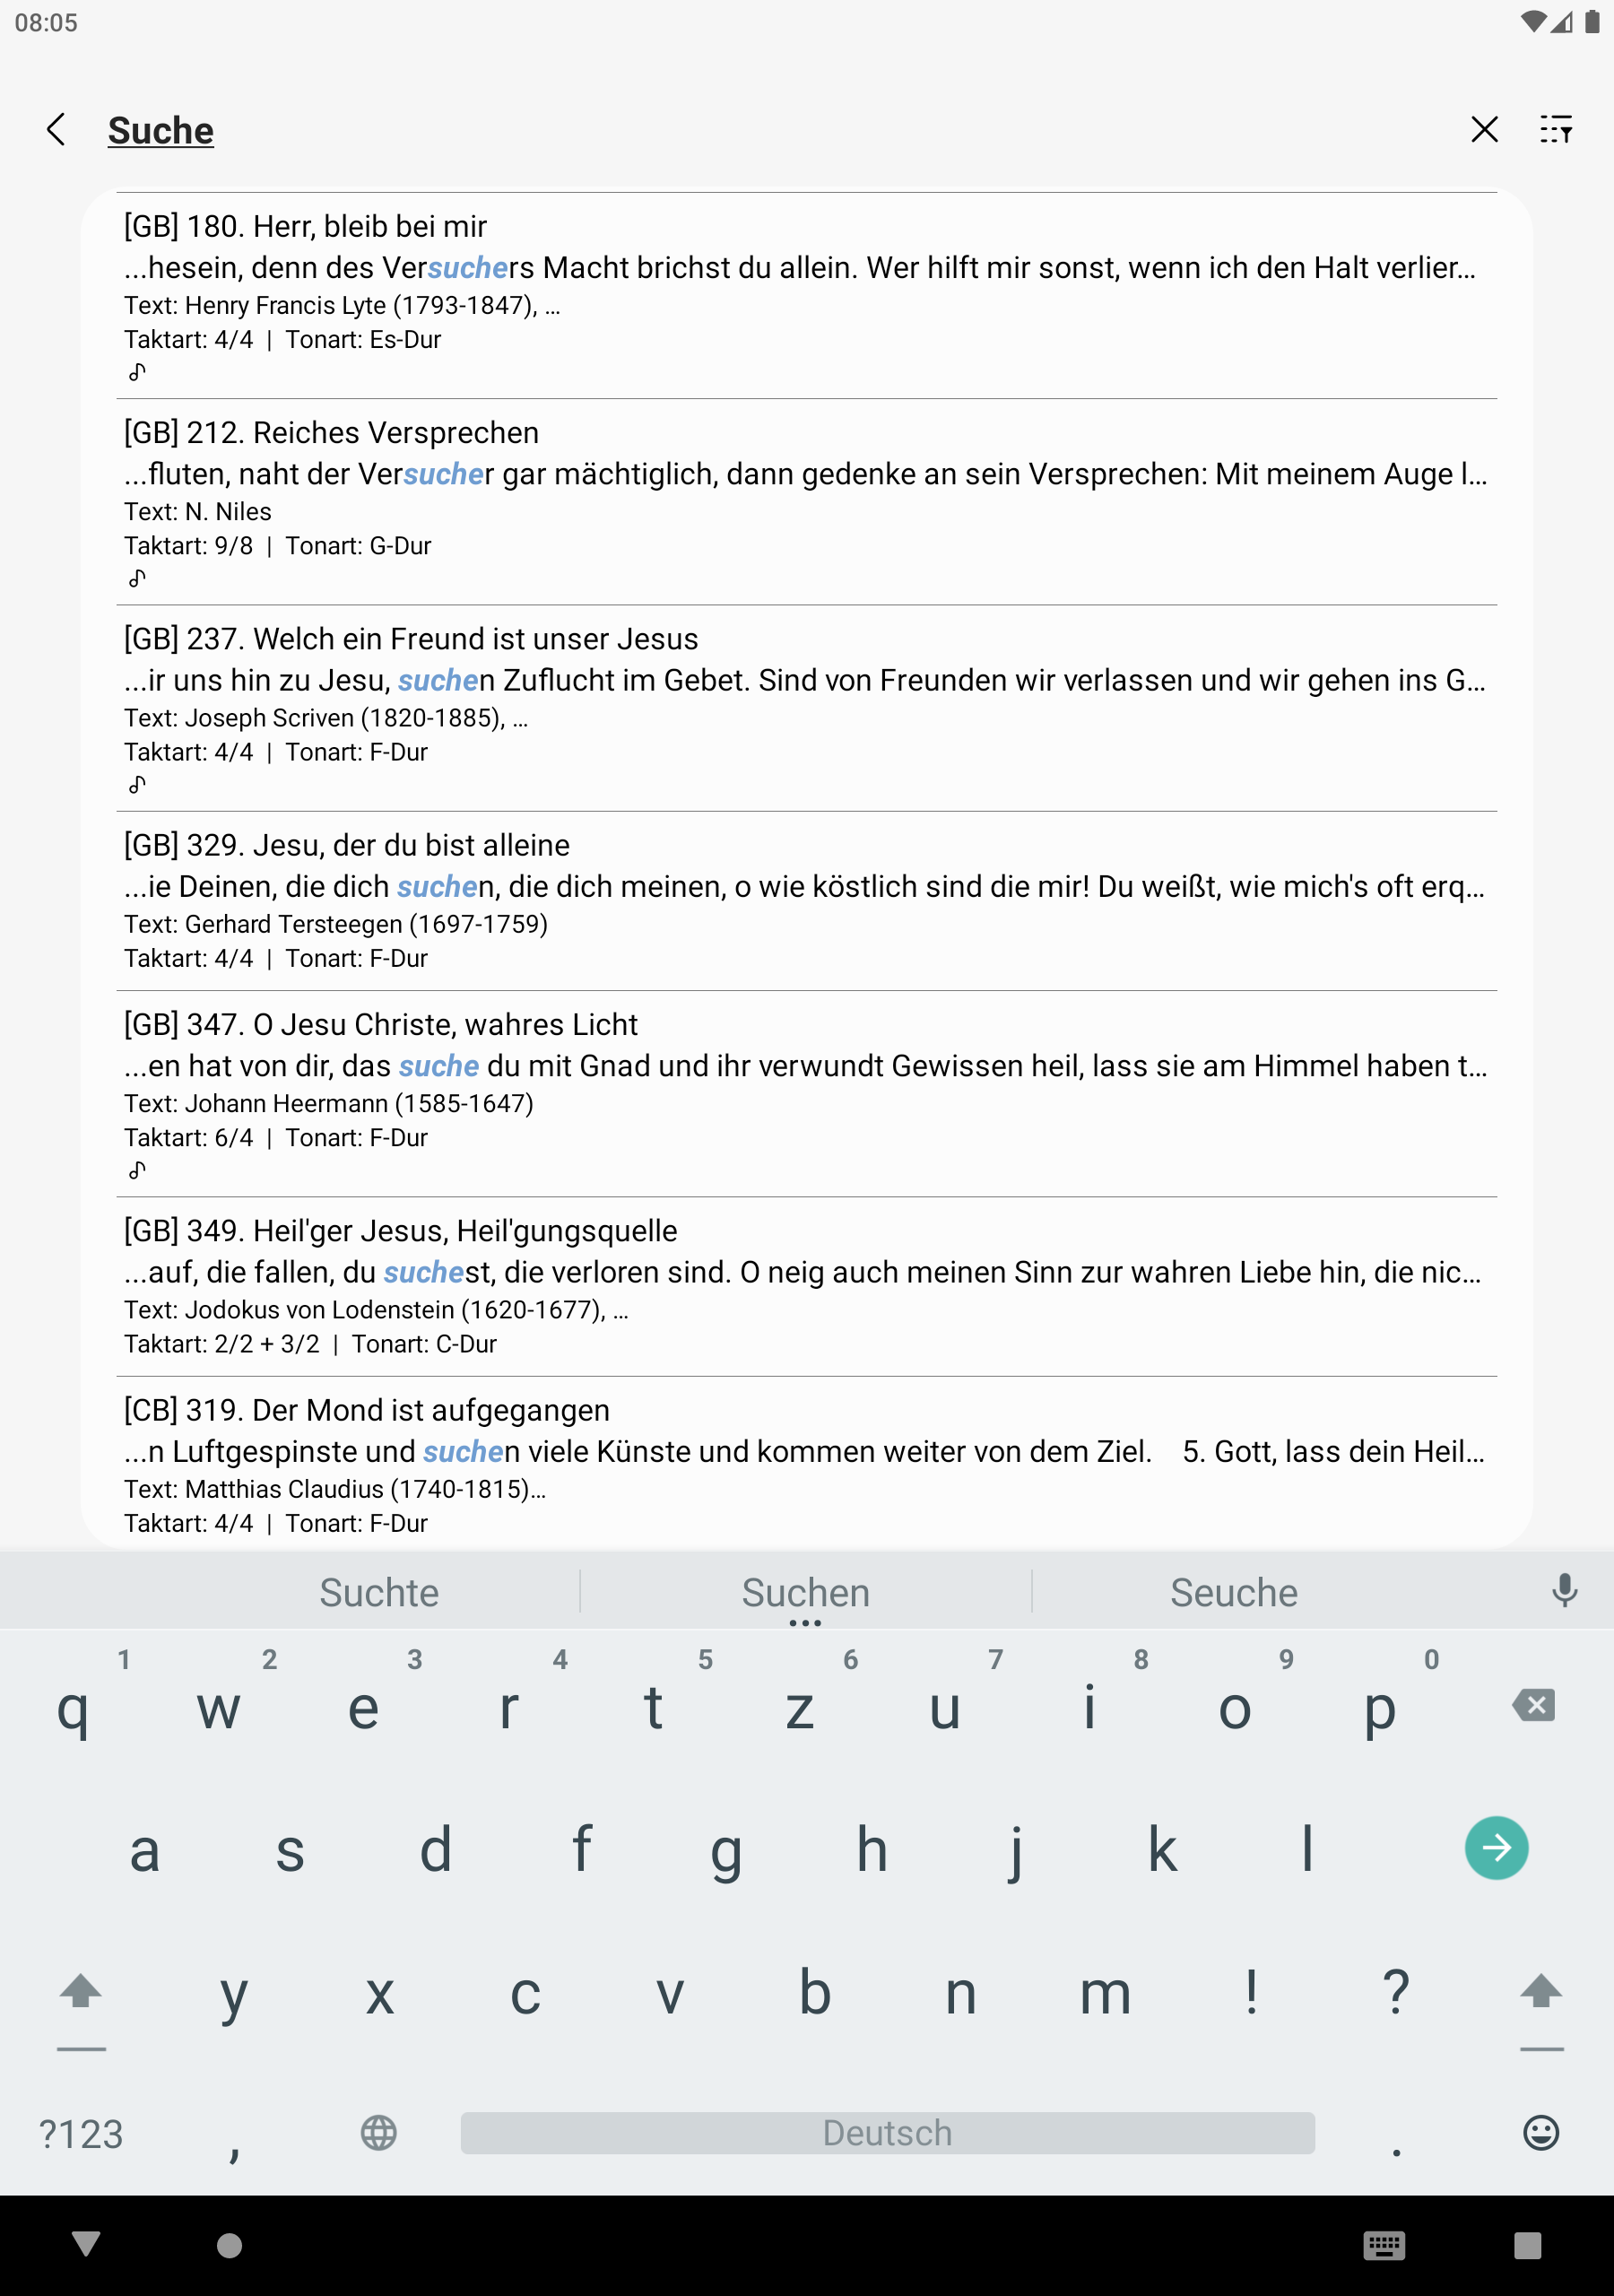 08:05
Suche
[GB] 180. Herr, bleib bei mir
...hesein, denn des Versuchers Macht brichst du allein. Wer hilft mir sonst, wenn ich den Halt verlier...
Text: Henry Francis Lyte (1793-1847), ...
Taktart: 4/4 | Tonart: Es-Dur
[GB] 212. Reiches Versprechen
...fluten, naht der Versucher gar mächtiglich, dann gedenke an sein Versprechen: Mit meinem Auge l...
Text: N. Niles
Taktart: 9/8 | Tonart: G-Dur
[GB] 237. Welch ein Freund ist unser Jesus
...ir uns hin zu Jesu, suchen Zuflucht im Gebet. Sind von Freunden wir verlassen und wir gehen ins G...
Text: Joseph Scriven (1820-1885), ...
Taktart: 4/4 | Tonart: F-Dur
[GB] 329. Jesu, der du bist alleine
...ie Deinen, die dich suchen, die dich meinen, o wie köstlich sind die mir! Du weißt, wie mich's oft erq...
Text: Gerhard Tersteegen (1697-1759)
Taktart: 4/4 | Tonart: F-Dur
[GB] 347. O Jesu Christe, wahres Licht
...en hat von dir, das suche du mit Gnad und ihr verwundt Gewissen heil, lass sie am Himmel haben t...
Text: Johann Heermann (1585-1647)
Taktart: 6/4 | Tonart: F-Dur
[GB] 349. Heil'ger Jesus, Heil'gungsquelle
...auf, die fallen, du suchest, die verloren sind. O neig auch meinen Sinn zur wahren Liebe hin, die nic...
Text: Jodokus von Lodenstein (1620-1677), ...
Taktart: 2/2 + 3/2 | Tonart: C-Dur
[CB] 319. Der Mond ist aufgegangen
...n Luftgespinste und suchen viele Künste und kommen weiter von dem Ziel. 5. Gott, lass dein Heil...
Text: Matthias Claudius (1740-1815)...
Taktart: 4/4 | Tonart: F-Dur
Suchte Suchen Seuche
1 2 3 4 5 6 7 8 9 0
q w e r t z u i o p
a s d f g h j k l
y x c v b n m ! ?
?123 , Deutsch .